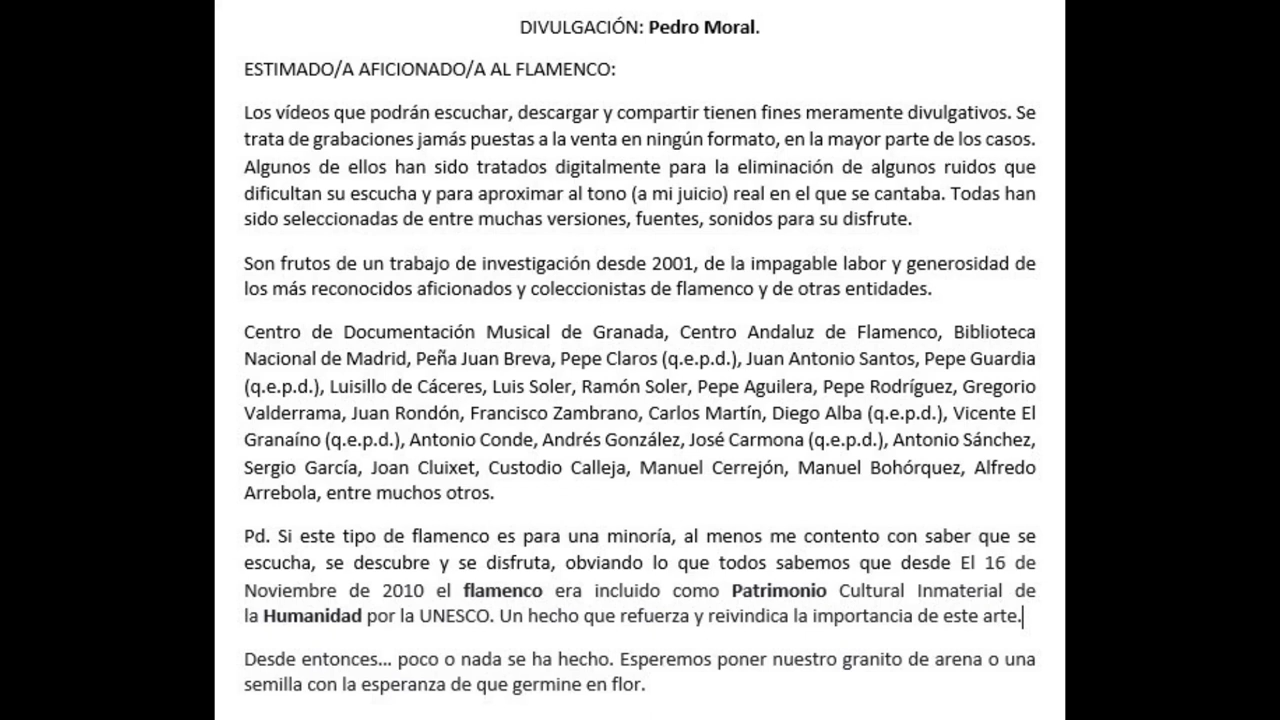 DIVULGACIÓN: Pedro Moral.
ESTIMADO/A AFICIONADO/A AL FLAMENCO:
Los vídeos que podrán escuchar, descargar y compartir tienen fines meramente divulgativos. Se
trata de grabaciones jamás puestas a la venta en ningún formato, en la mayor parte de los casos.
Algunos de ellos han sido tratados digitalmente para la eliminación de algunos ruidos que
dificultan su escucha y para aproximar al tono (a mi juicio) real en el que se cantaba. Todas han
sido seleccionadas de entre muchas versiones, fuentes, sonidos para su disfrute.
Son frutos de un trabajo de investigación desde 2001, de la impagable labor y generosidad de
los más reconocidos aficionados y coleccionistas de flamenco y de otras entidades.
Centro de Documentación Musical de Granada, Centro Andaluz de Flamenco, Biblioteca
Nacional de Madrid, Peña Juan Breva, Pepe Claros (q.e.p.d.), Juan Antonio Santos, Pepe Guardia
(q.e.p.d.), Luisillo de Cáceres, Luis Soler, Ramón Soler, Pepe Aguilera, Pepe Rodríguez, Gregorio
Valderrama, Juan Rondón, Francisco Zambrano, Carlos Martín, Diego Alba (q.e.p.d.), Vicente El
Granaíno (q.e.p.d.), Antonio Conde, Andrés González, José Carmona (q.e.p.d.), Antonio Sánchez,
Sergio García, Joan Cluixet, Custodio Calleja, Manuel Cerrejón, Manuel Bohórquez, Alfredo
Arrebola, entre muchos otros.
Pd. Si este tipo de flamenco es para una minoría, al menos me contento con saber que se
escucha, se descubre y se disfruta, obviando lo que todos sabemos que desde El 16 de
Noviembre de 2010 el flamenco era incluido como Patrimonio Cultural Inmaterial de
la Humanidad por la UNESCO. Un hecho que refuerza y reivindica la importancia de este arte.
Desde entonces... poco o nada se ha hecho. Esperemos poner nuestro granito de arena o una
semilla con la esperanza de que germine en flor.